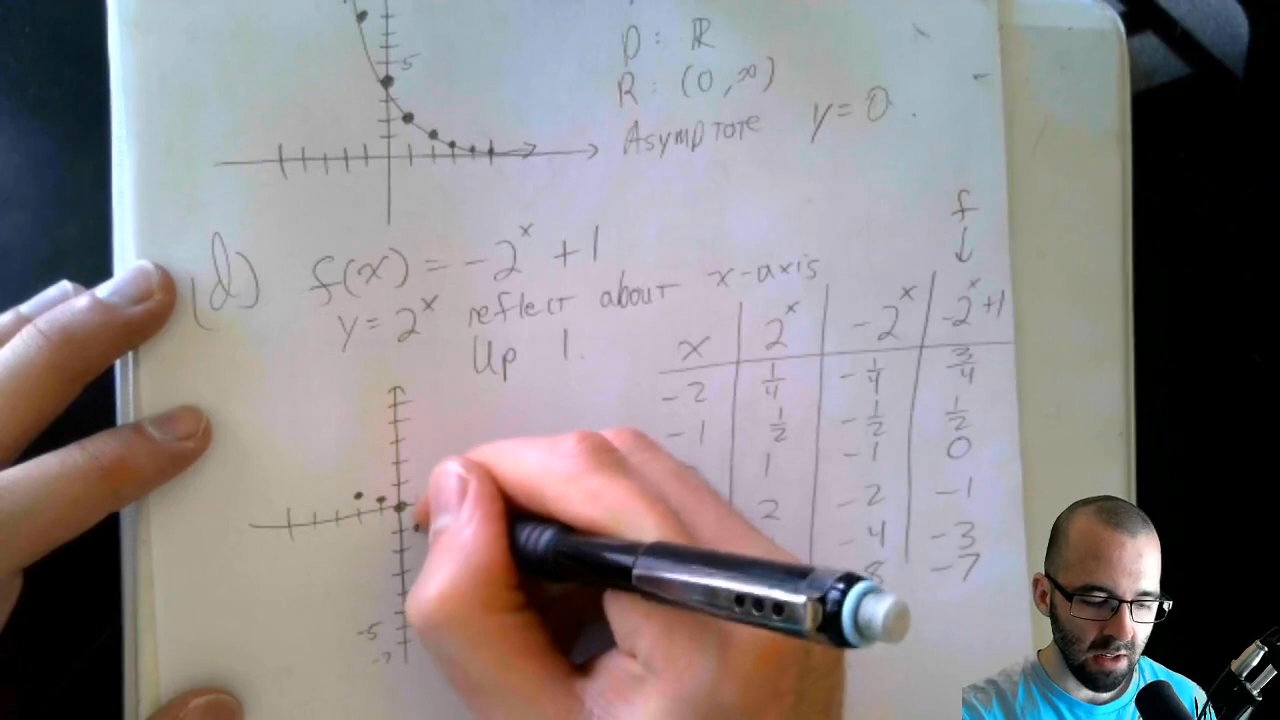 5
D: ℝ
R: (0, ∞)
Asymptote y = 0.
(d) f(x) = -2^x + 1
y = 2^x reflect about x-axis
Up 1.
f
↓
x | 2^x | -2^x | -2^x + 1
-2 | 1/4 | -1/4 | 3/4
-1 | 1/2 | -1/2 | 1/2
1 | -1 | 0
2 | -2 | -1
-4 | -3
8 | -7
-5
-7